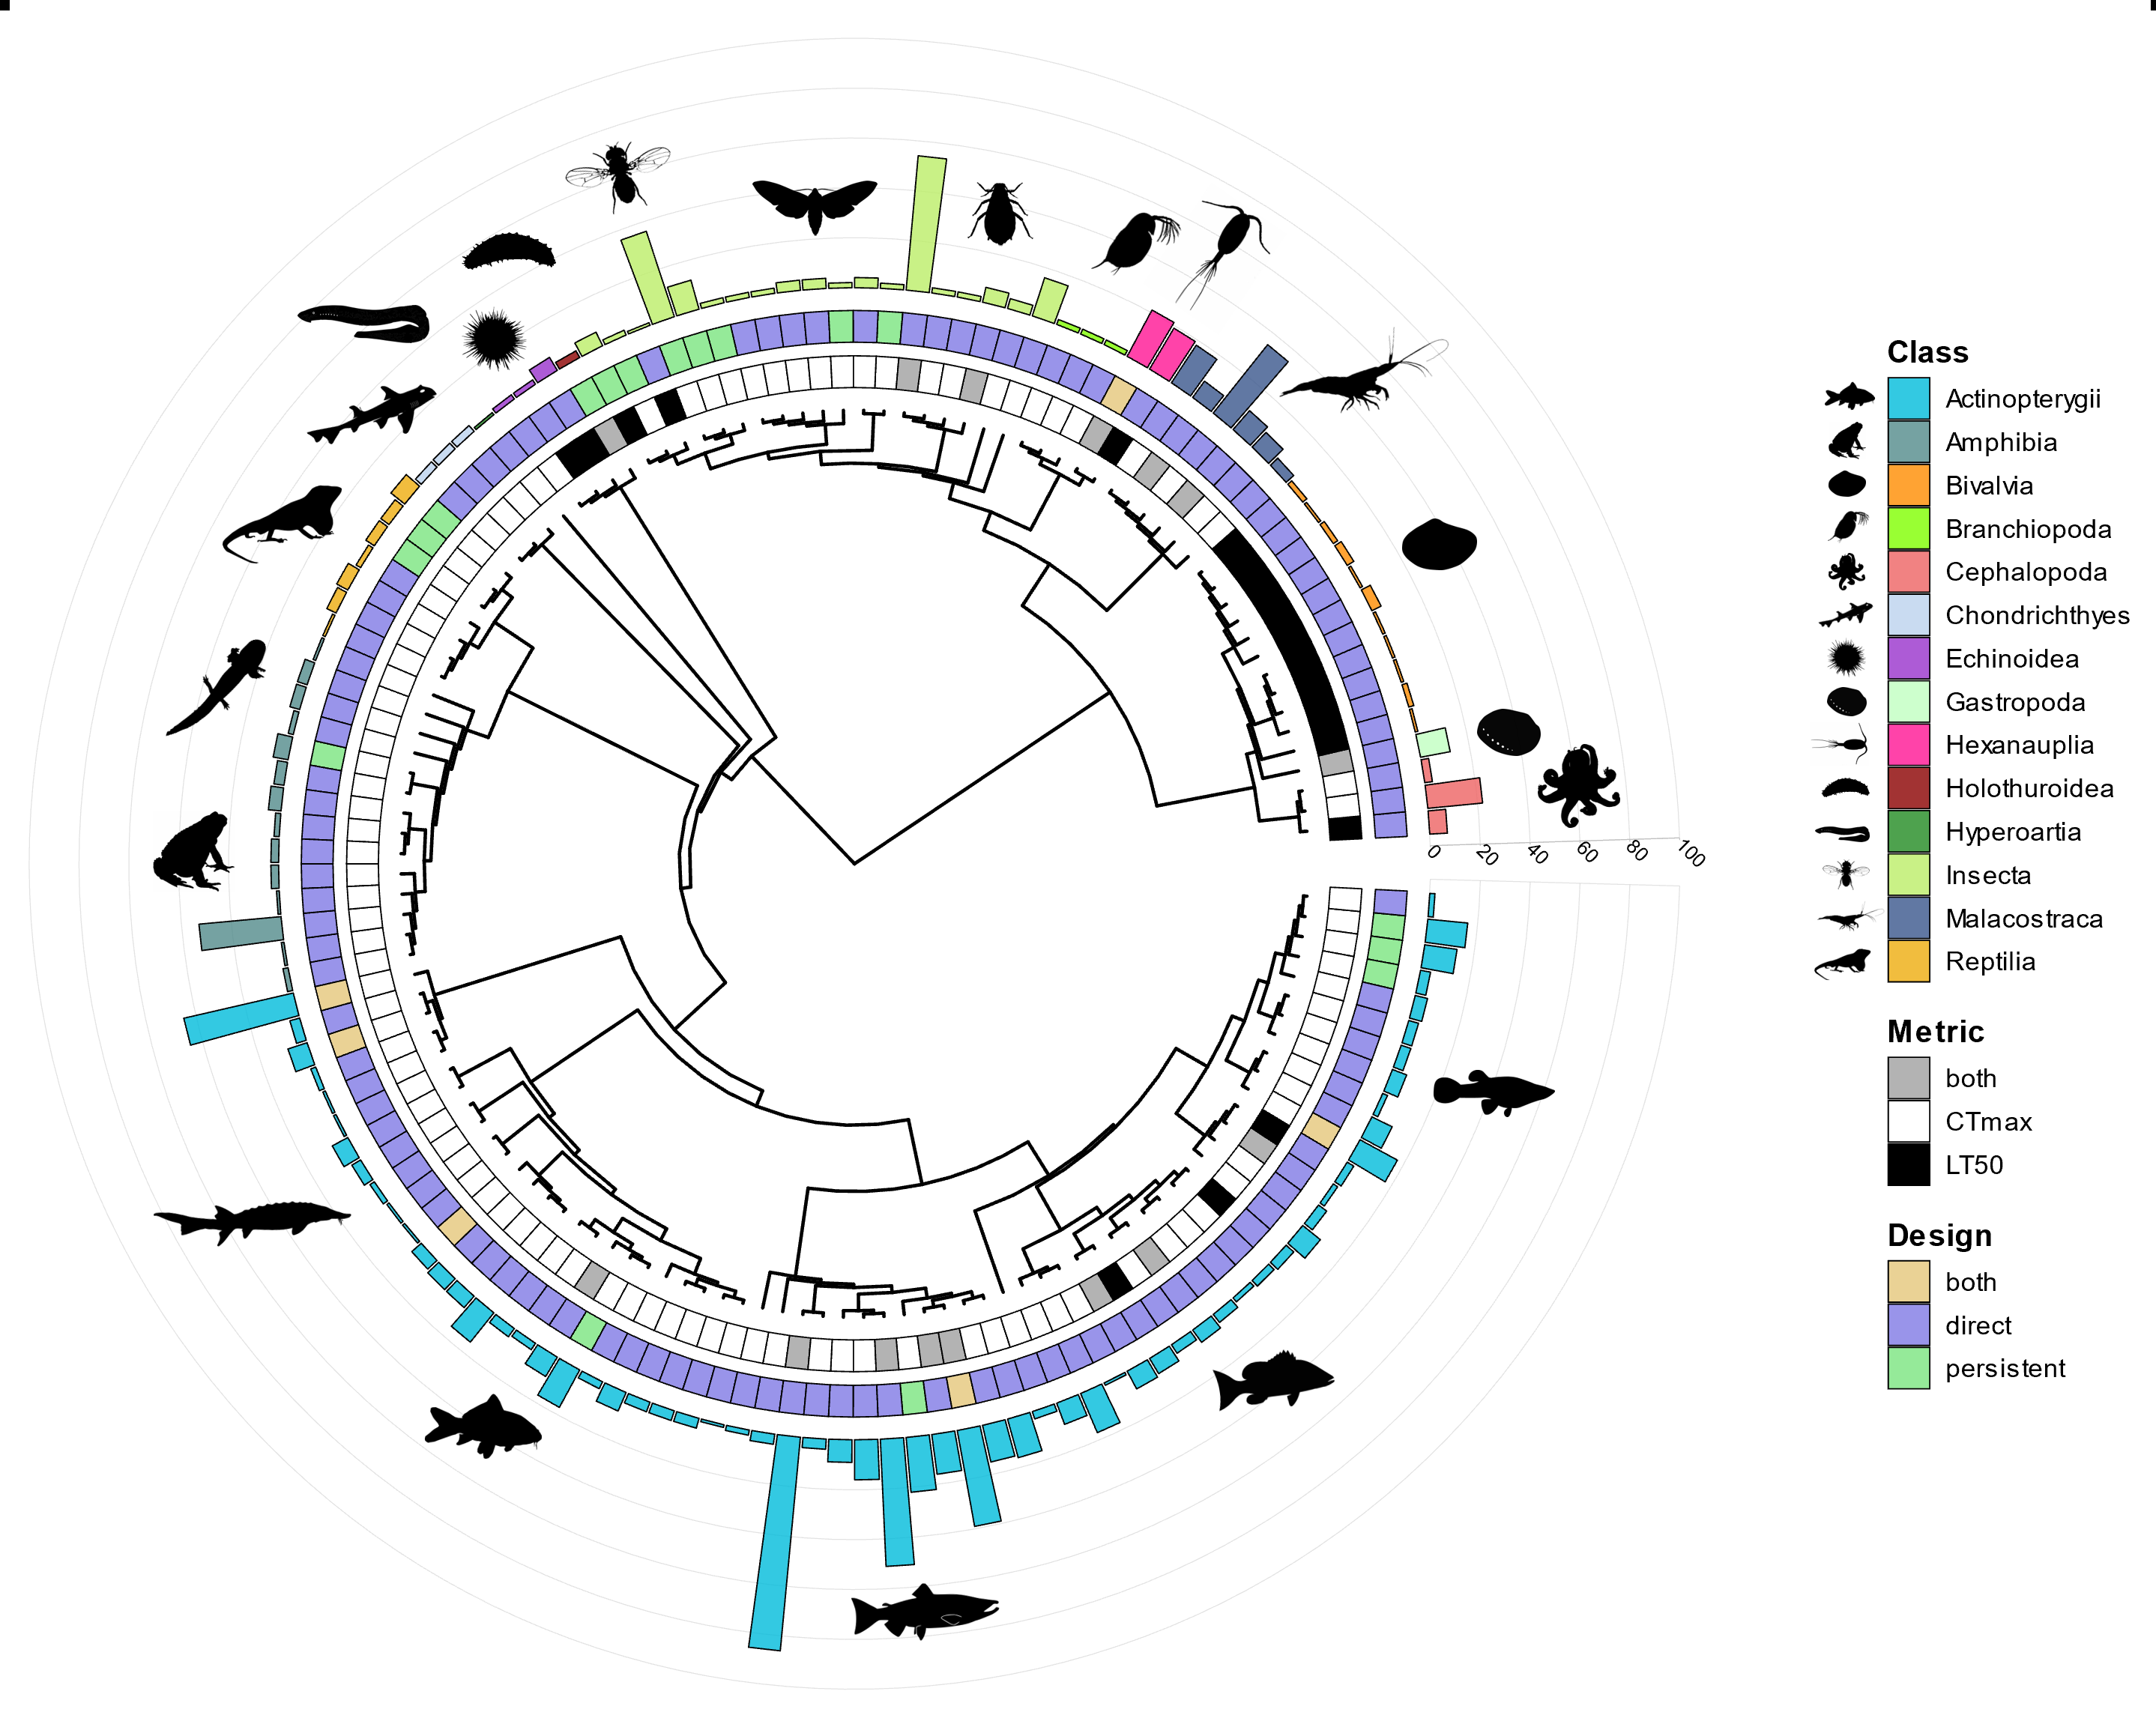 0
20
40
60
80
100
Class
Actinopterygii
Amphibia
Bivalvia
Branchiopoda
Cephalopoda
Chondrichthyes
Echinoidea
Gastropoda
Hexanauplia
Holothuroidea
Hyperoartia
Insecta
Malacostraca
Reptilia
Metric
both
CTmax
LT50
Design
both
direct
persistent